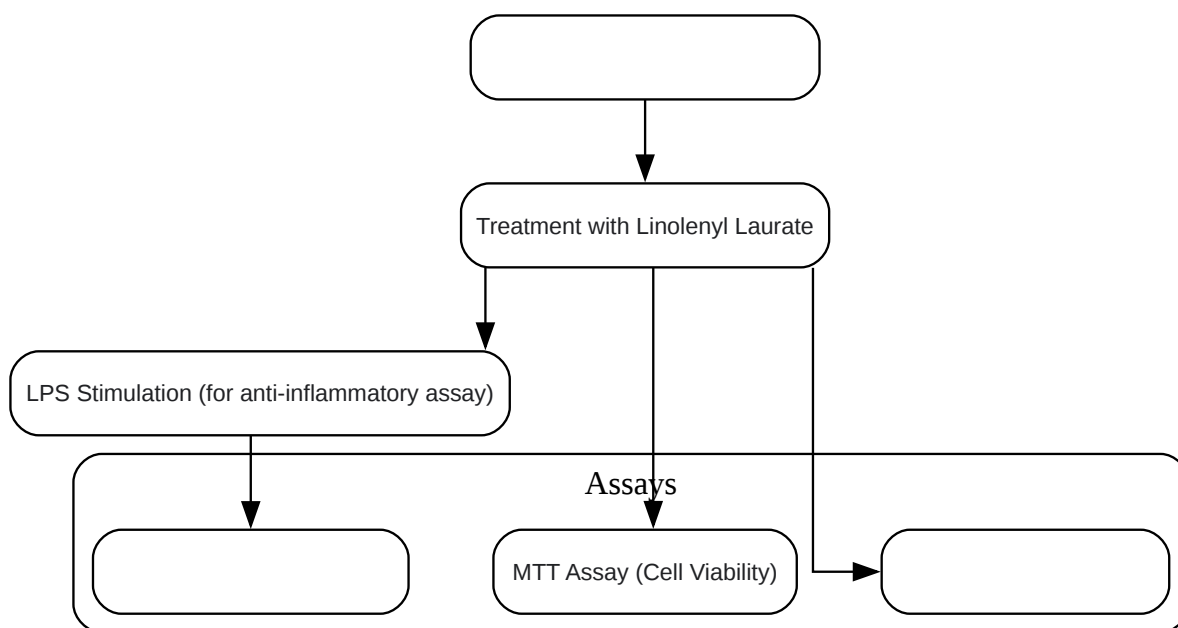 Treatment with Linolenyl Laurate
LPS Stimulation (for anti-inflammatory assay)
Assays
MTT Assay (Cell Viability)